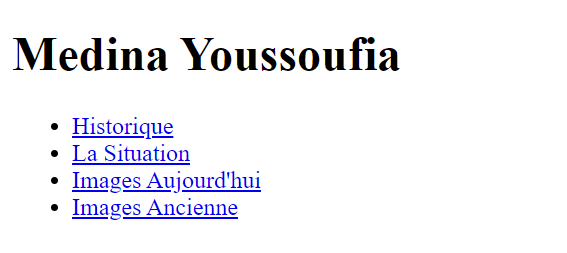 Medina Youssoufia
Historique
La Situation
Images Aujourd'hui
Images Ancienne